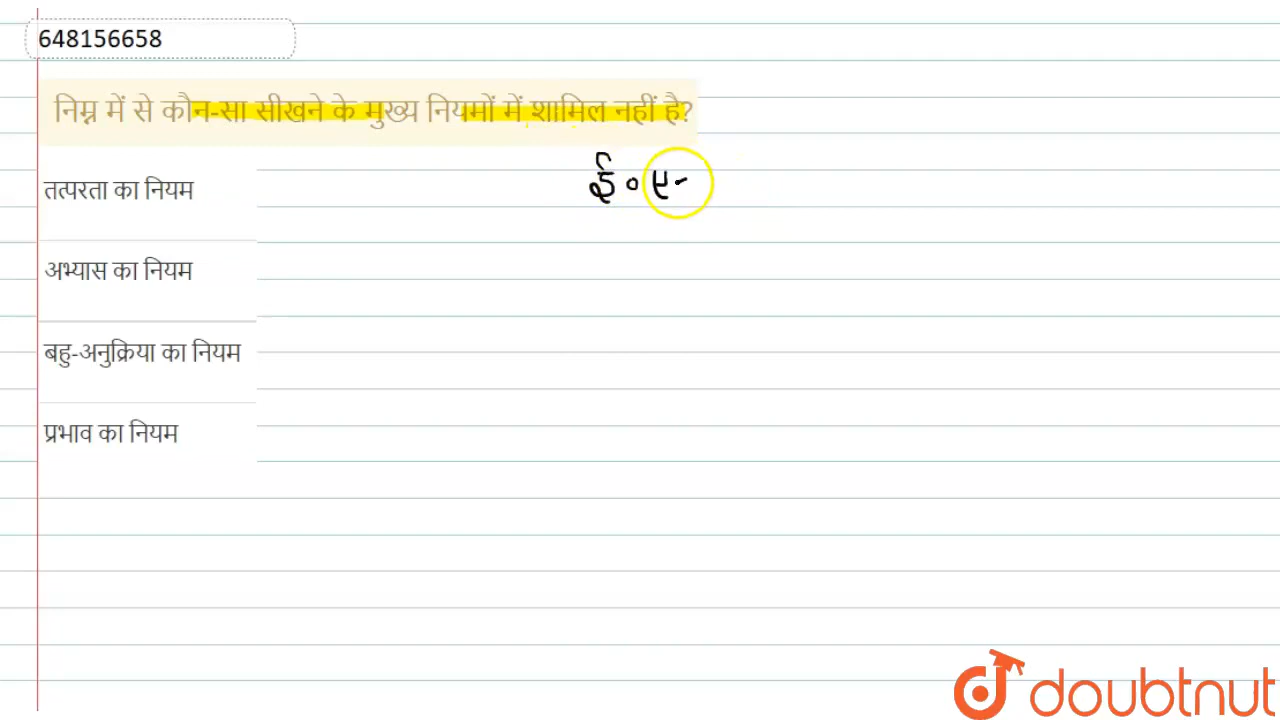 648156658
निम्न में से कौन-सा सीखने के मुख्य नियमों में शामिल नहीं है?
ई॰ ए॰
तत्परता का नियम
अभ्यास का नियम
बहु-अनुक्रिया का नियम
प्रभाव का नियम
doubtnut